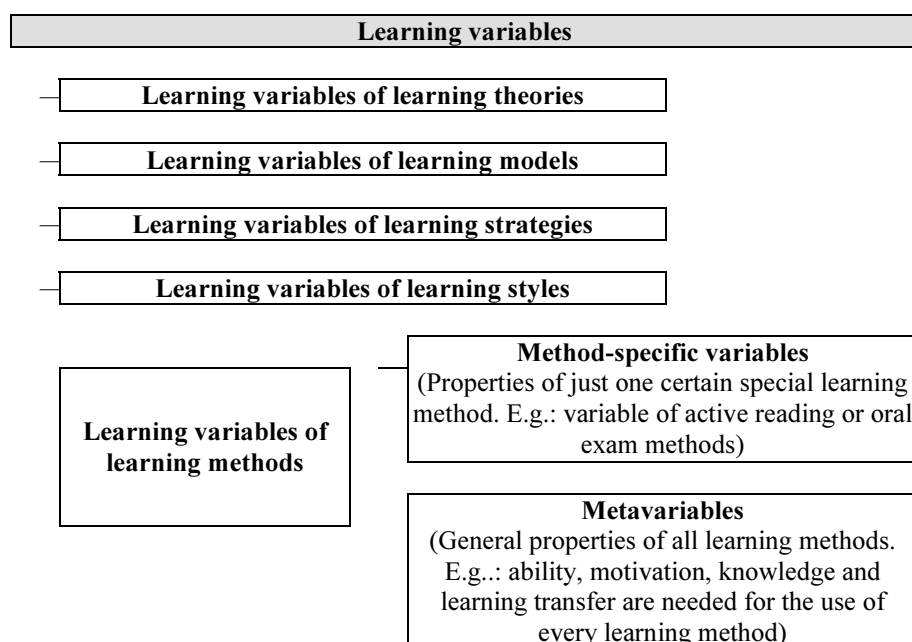 Learning variables
Learning variables of learning theories
Learning variables of learning models
Learning variables of learning strategies
Learning variables of learning styles
Learning variables of
learning methods
Method-specific variables
(Properties of just one certain special learning
method. E.g.: variable of active reading or oral
exam methods)
Metavariables
(General properties of all learning methods.
E.g..: ability, motivation, knowledge and
learning transfer are needed for the use of
every learning method)